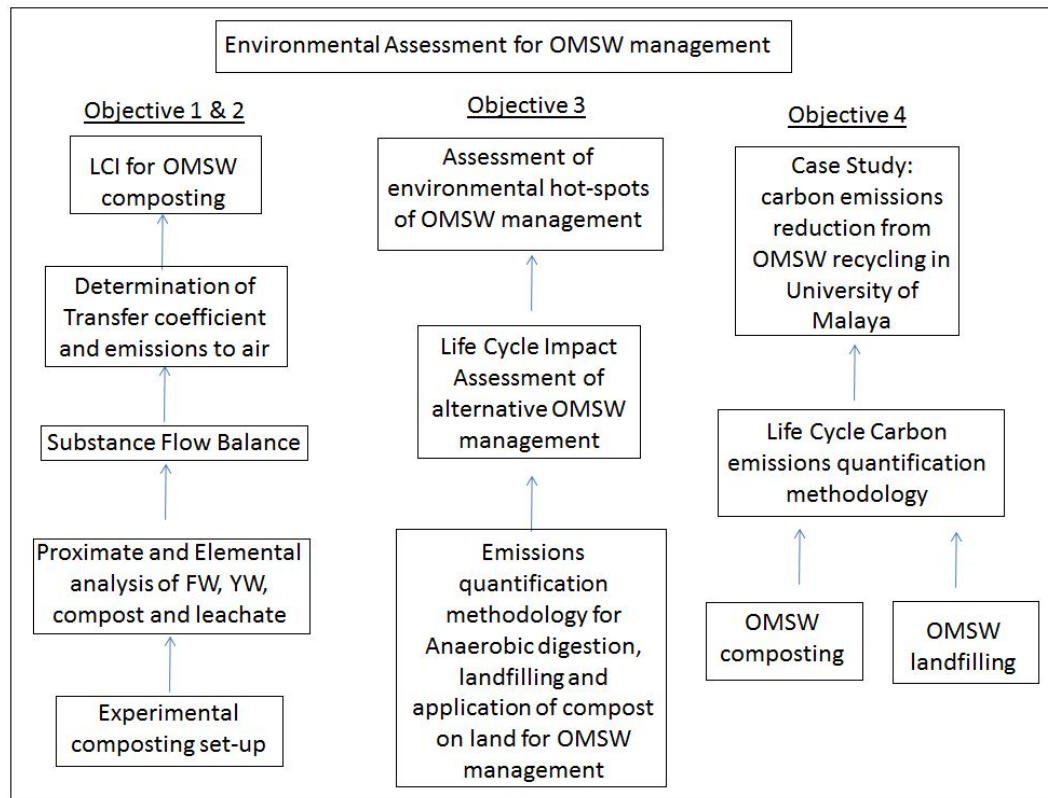 Environmental Assessment for OMSW management
Objective 1 & 2
LCI for OMSW
composting
Determination of
Transfer coefficient
and emissions to air
Substance Flow Balance
Proximate and Elemental
analysis of FW, YW,
compost and leachate
Experimental
composting set-up
Objective 3
Assessment of
environmental hot-spots
of OMSW management
Life Cycle Impact
Assessment of
alternative OMSW
management
Emissions
quantification
methodology for
Anaerobic digestion,
landfilling and
application of compost
on land for OMSW
management
Objective 4
Case Study:
carbon emissions
reduction from
OMSW recycling in
University of
Malaya
Life Cycle Carbon
emissions quantification
methodology
OMSW
composting
OMSW
landfilling